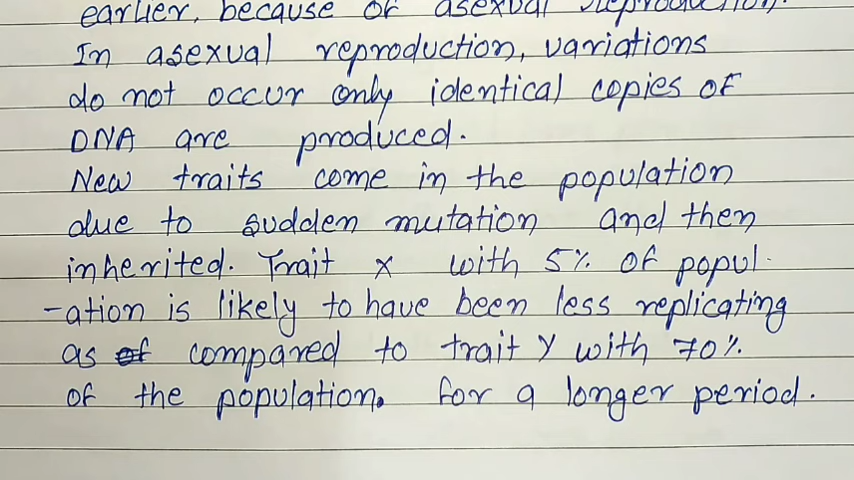 earlier, because of asexual reproduction.
In asexual reproduction, variations
do not occur only identical copies of
DNA are produced.
New traits come in the population
due to sudden mutation and then
inherited. Trait x with 5% of popul-
-ation is likely to have been less replicating
as of compared to trait y with 70%
of the population. for a longer period.